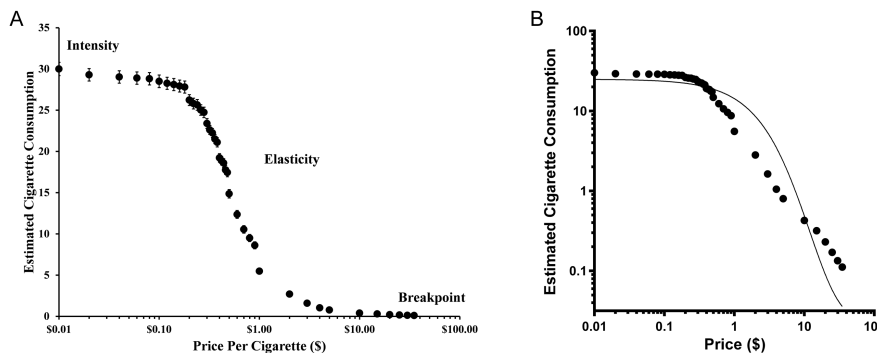 A
Intensity
Elasticity
Breakpoint
Estimated Cigarette Consumption
35
30
25
20
15
10
5
0
$0.01
$0.10
$1.00
$10.00
$100.00
Price Per Cigarette ($)
B
Estimated Cigarette Consumption
100
10
1
0.1
0.01
0.1
1
10
Price ($)